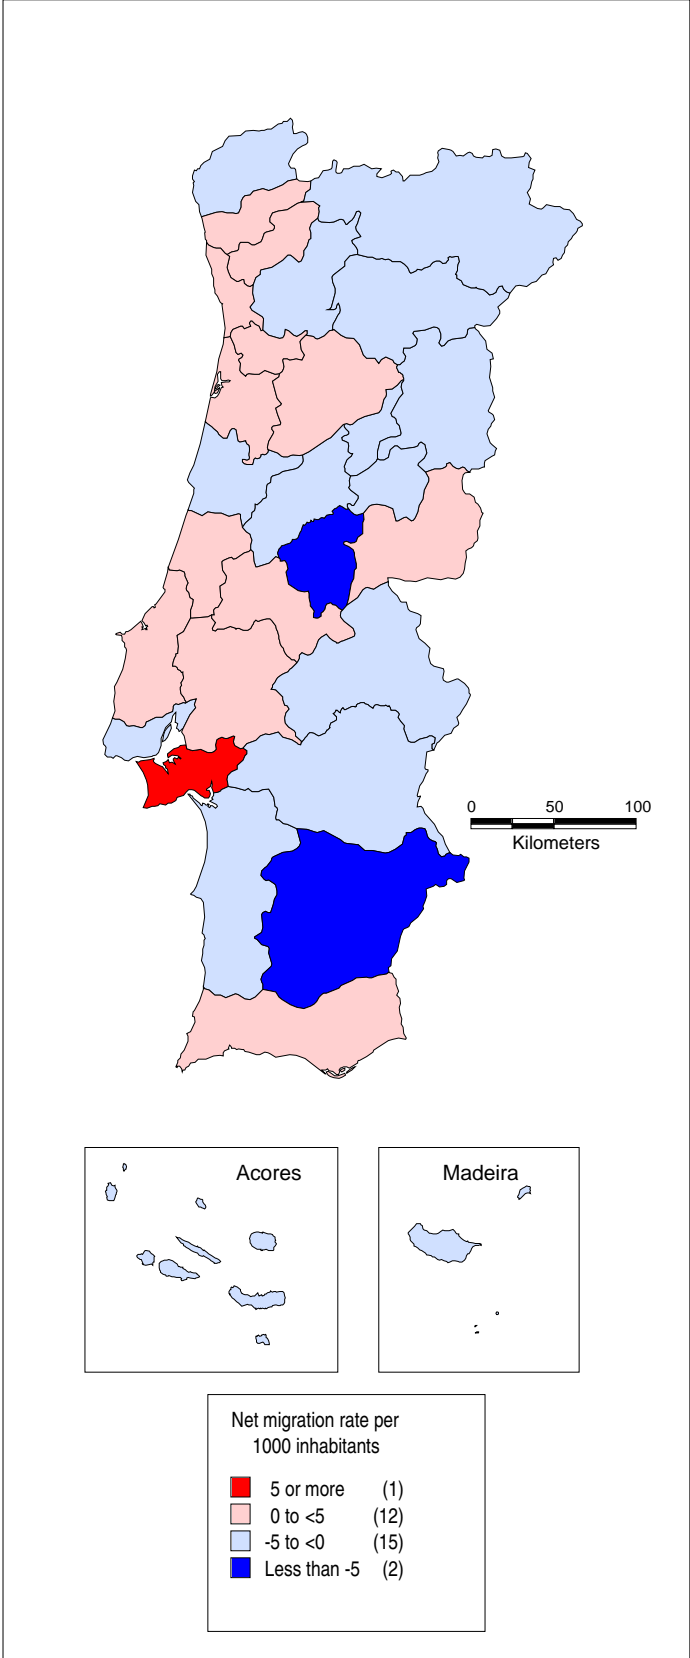 0 50 100
Kilometers
Acores
Madeira
Net migration rate per
1000 inhabitants
5 or more (1)
0 to <5 (12)
-5 to <0 (15)
Less than -5 (2)